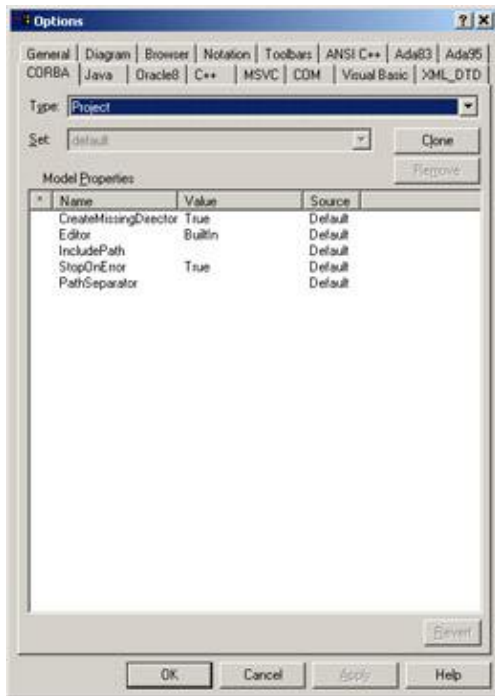 Options
General Diagram Browser Notation Toolbars ANSI C++ Ada83 Ada95
CORBA Java Oracle8 C++ MSVC COM Visual Basic XML_DTD
Type: Project
Set: default Clone
Remove
Model Properties
* Name Value Source
CreateMissingDirector True Default
Editor BuiltIn Default
IncludePath Default
StopOnError True Default
PathSeparator Default
Revert
OK Cancel Apply Help